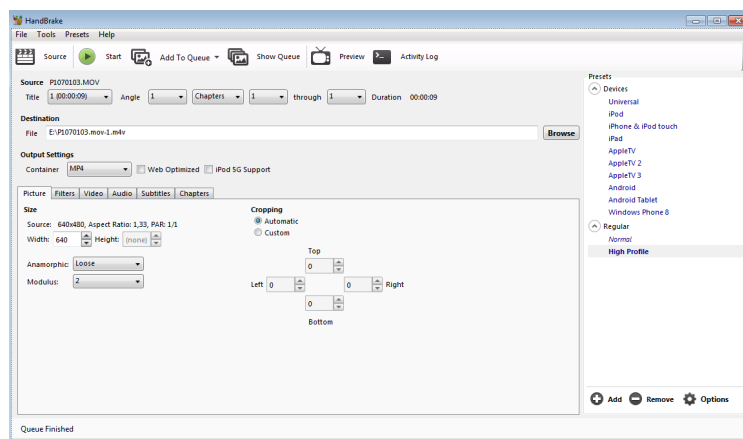 HandBrake
File Tools Presets Help
Source Start Add To Queue Show Queue Preview Activity Log
Source P1070103.MOV
Title 1 (00:00:09) Angle 1 Chapters 1 through 1 Duration 00:00:09
Destination
File E:\P1070103.mov-1.m4v Browse
Output Settings
Container MP4 Web Optimized iPod 5G Support
Picture Filters Video Audio Subtitles Chapters
Size
Source: 640x480, Aspect Ratio: 1,33, PAR: 1/1
Width: 640 Height: (none)
Anamorphic: Loose
Modulus: 2
Cropping
Automatic
Custom
Top
0
Left 0 0 Right
0
Bottom
Presets
Devices
Universal
iPod
iPhone & iPod touch
iPad
AppleTV
AppleTV 2
AppleTV 3
Android
Android Tablet
Windows Phone 8
Regular
Normal
High Profile
Add Remove Options
Queue Finished